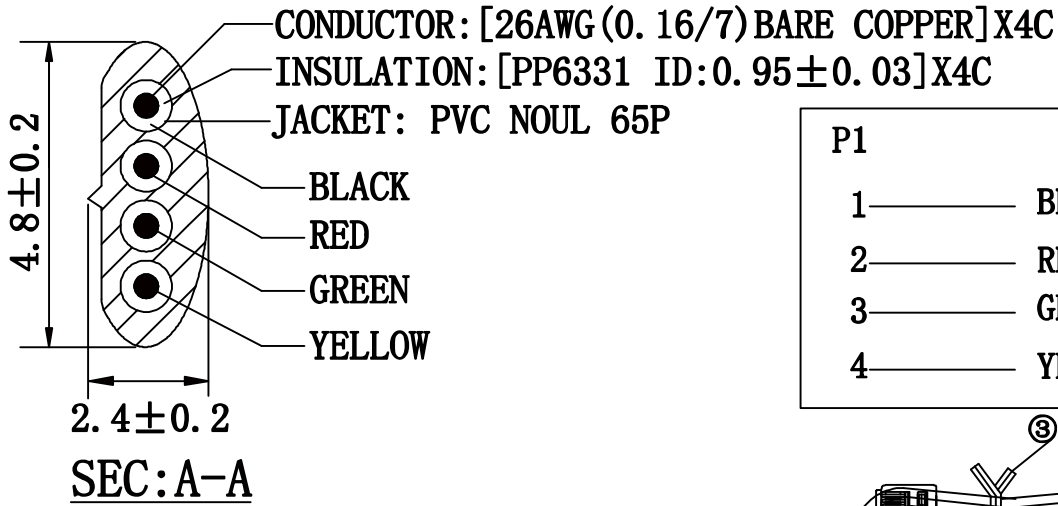 CONDUCTOR:[26AWG(0.16/7)BARE COPPER]X4C
INSULATION:[PP6331 ID:0.95±0.03]X4C
JACKET: PVC NOUL 65P
BLACK
RED
GREEN
YELLOW
4.8±0.2
2.4±0.2
SEC:A-A
P1
1
2
3
4
③